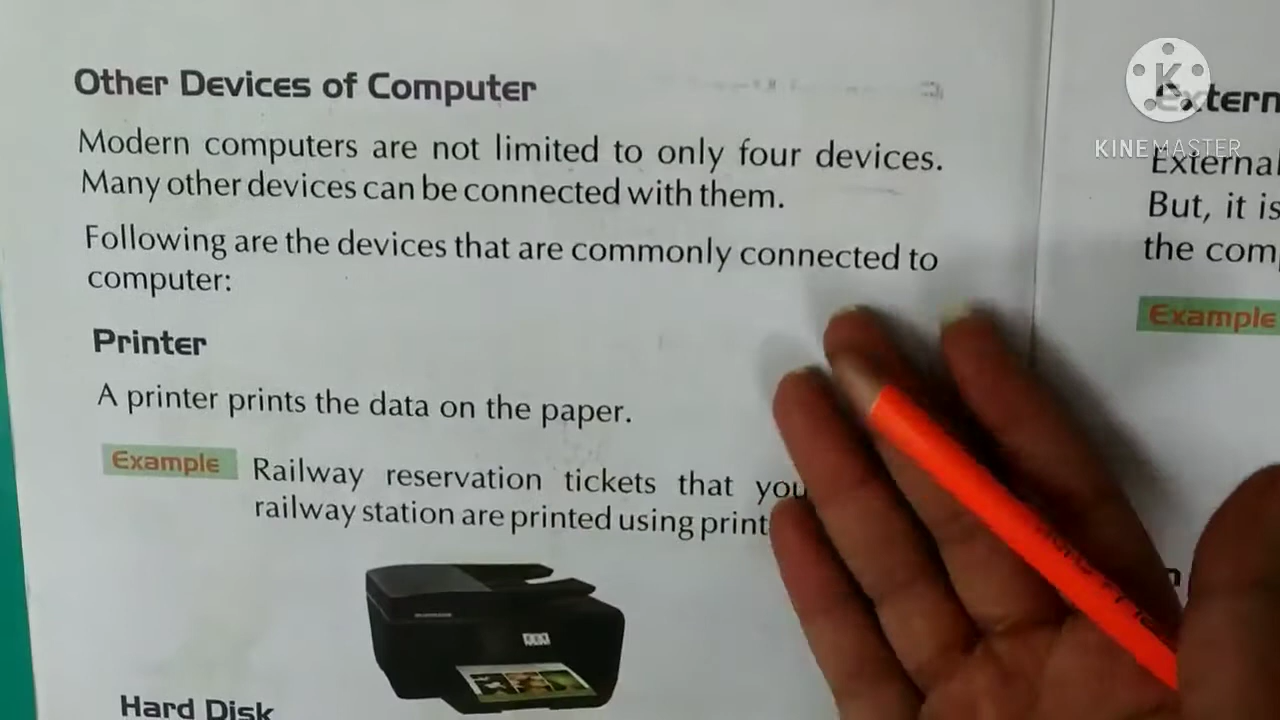 Other Devices of Computer
Modern computers are not limited to only four devices.
Many other devices can be connected with them.
Following are the devices that are commonly connected to
computer:
Printer
A printer prints the data on the paper.
Example
Railway reservation tickets that you
railway station are printed using print
Hard Disk
K
KINEMASTER
Extern
External
But, it is
the com
Example